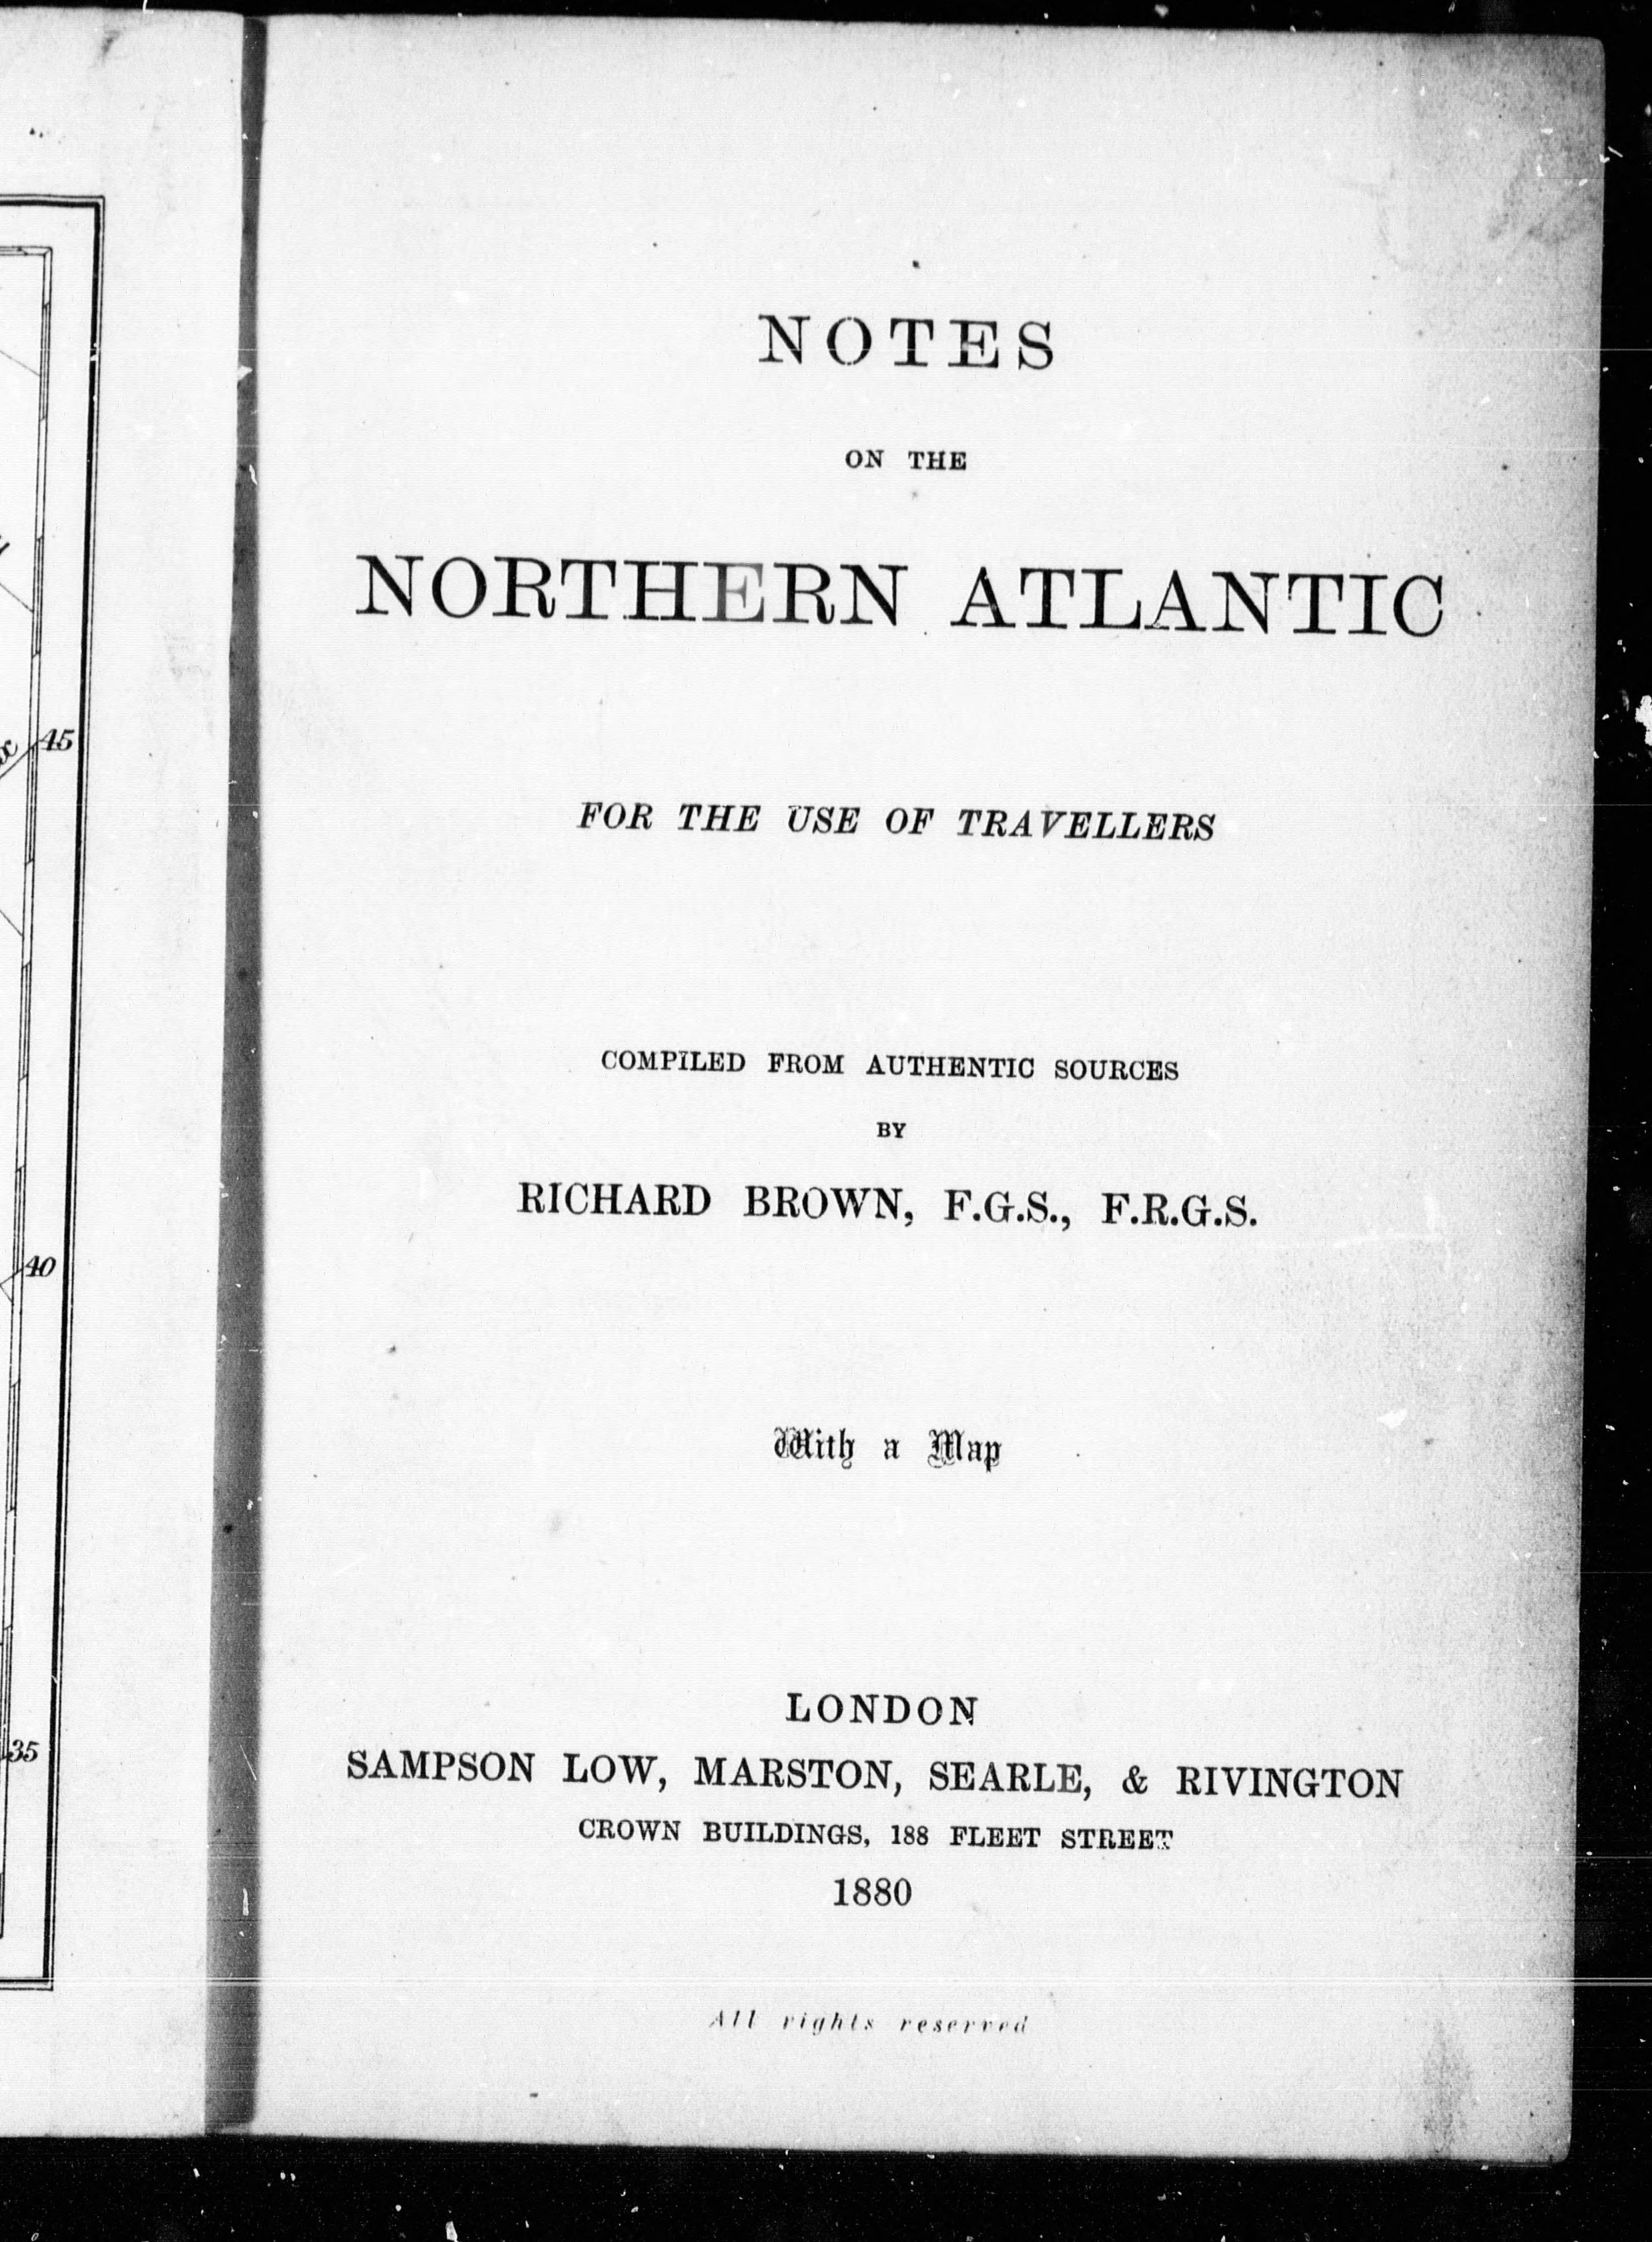 45
40
35
NOTES
ON THE
NORTHERN ATLANTIC
FOR THE USE OF TRAVELLERS
COMPILED FROM AUTHENTIC SOURCES
BY
RICHARD BROWN, F.G.S., F.R.G.S.
With a Map
LONDON
SAMPSON LOW, MARSTON, SEARLE, & RIVINGTON
CROWN BUILDINGS, 188 FLEET STREET
1880
All rights reserved